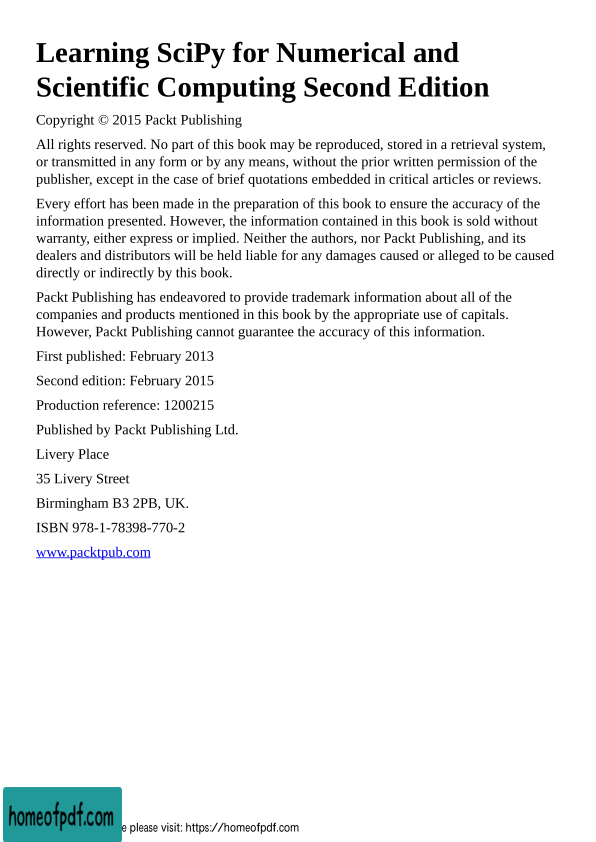 Learning SciPy for Numerical and
Scientific Computing Second Edition
Copyright © 2015 Packt Publishing
All rights reserved. No part of this book may be reproduced, stored in a retrieval system,
or transmitted in any form or by any means, without the prior written permission of the
publisher, except in the case of brief quotations embedded in critical articles or reviews.
Every effort has been made in the preparation of this book to ensure the accuracy of the
information presented. However, the information contained in this book is sold without
warranty, either express or implied. Neither the authors, nor Packt Publishing, and its
dealers and distributors will be held liable for any damages caused or alleged to be caused
directly or indirectly by this book.
Packt Publishing has endeavored to provide trademark information about all of the
companies and products mentioned in this book by the appropriate use of capitals.
However, Packt Publishing cannot guarantee the accuracy of this information.
First published: February 2013
Second edition: February 2015
Production reference: 1200215
Published by Packt Publishing Ltd.
Livery Place
35 Livery Street
Birmingham B3 2PB, UK.
ISBN 978-1-78398-770-2
www.packtpub.com
homeofpdf.com
e please visit: https://homeofpdf.com